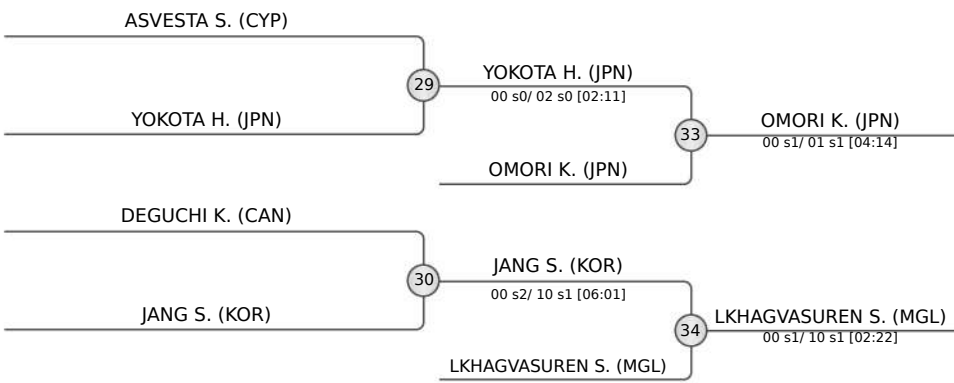 ASVESTA S. (CYP)
29
YOKOTA H. (JPN)
YOKOTA H. (JPN)
00 s0/ 02 s0 [02:11]
33
OMORI K. (JPN)
OMORI K. (JPN)
00 s1/ 01 s1 [04:14]
DEGUCHI K. (CAN)
30
JANG S. (KOR)
JANG S. (KOR)
00 s2/ 10 s1 [06:01]
34
LKHAGVASUREN S. (MGL)
LKHAGVASUREN S. (MGL)
00 s1/ 10 s1 [02:22]